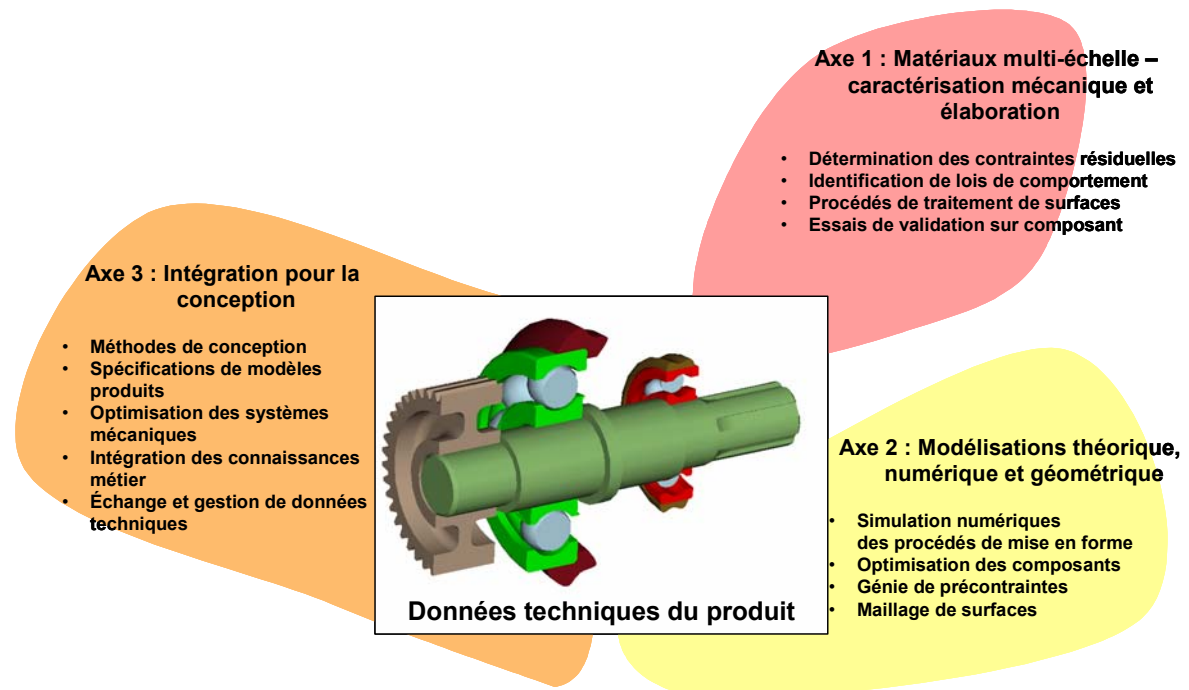 Axe 1 : Matériaux multi-échelle –
caractérisation mécanique et
élaboration
• Détermination des contraintes résiduelles
• Identification de lois de comportement
• Procédés de traitement de surfaces
• Essais de validation sur composant
Axe 3 : Intégration pour la
conception
• Méthodes de conception
• Spécifications de modèles
produits
• Optimisation des systèmes
mécaniques
• Intégration des connaissances
métier
• Échange et gestion de données
techniques
Axe 2 : Modélisations théorique,
numérique et géométrique
• Simulation numériques
des procédés de mise en forme
• Optimisation des composants
• Génie de précontraintes
• Maillage de surfaces
Données techniques du produit